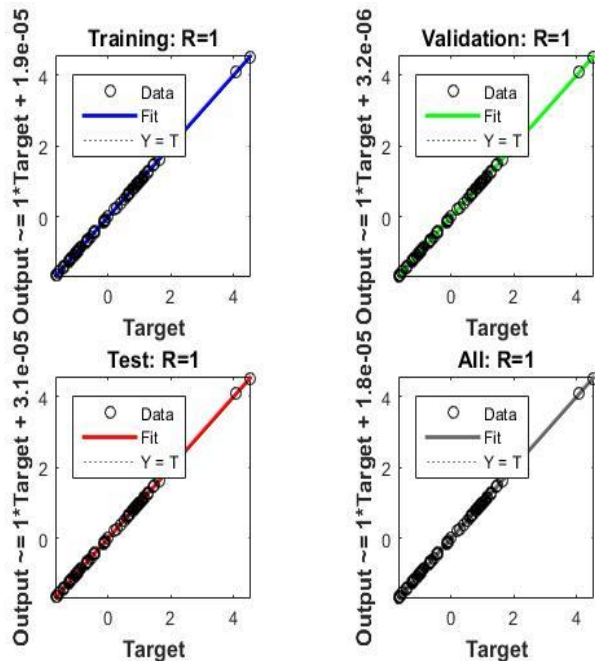 Training: R=1
Output ~= 1*Target + 1.9e-05
4
2
0
Data
Fit
Y = T
0 2 4
Target
Validation: R=1
Output ~= 1*Target + 3.2e-06
4
2
0
Data
Fit
Y = T
0 2 4
Target
Test: R=1
Output ~= 1*Target + 3.1e-05
4
2
0
Data
Fit
Y = T
0 2 4
Target
All: R=1
Output ~= 1*Target + 1.8e-05
4
2
0
Data
Fit
Y = T
0 2 4
Target